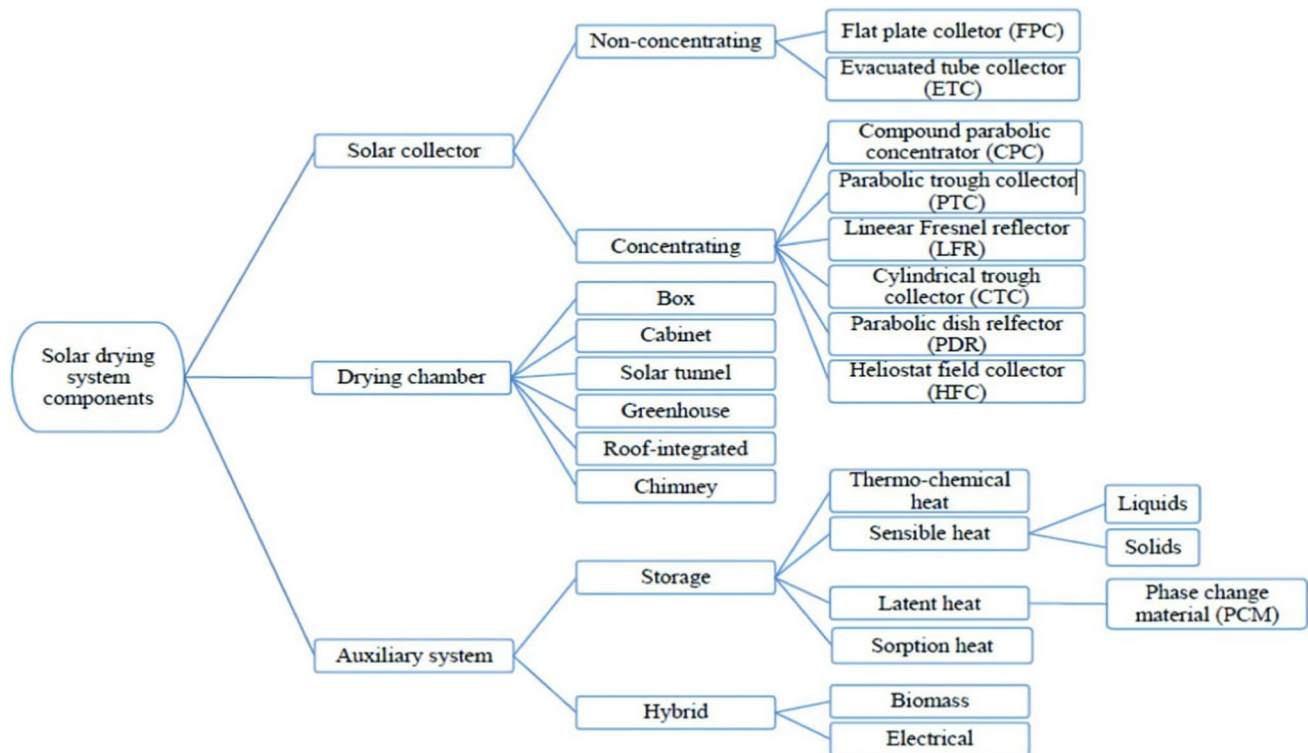 Solar drying
system
components
Solar collector
Non-concentrating
Flat plate colletor (FPC)
Evacuated tube collector
(ETC)
Concentrating
Compound parabolic
concentrator (CPC)
Parabolic trough collector
(PTC)
Lineear Fresnel reflector
(LFR)
Cylindrical trough
collector (CTC)
Parabolic dish relfector
(PDR)
Heliostat field collector
(HFC)
Drying chamber
Box
Cabinet
Solar tunnel
Greenhouse
Roof-integrated
Chimney
Auxiliary system
Storage
Thermo-chemical
heat
Sensible heat
Liquids
Solids
Latent heat
Phase change
material (PCM)
Sorption heat
Hybrid
Biomass
Electrical